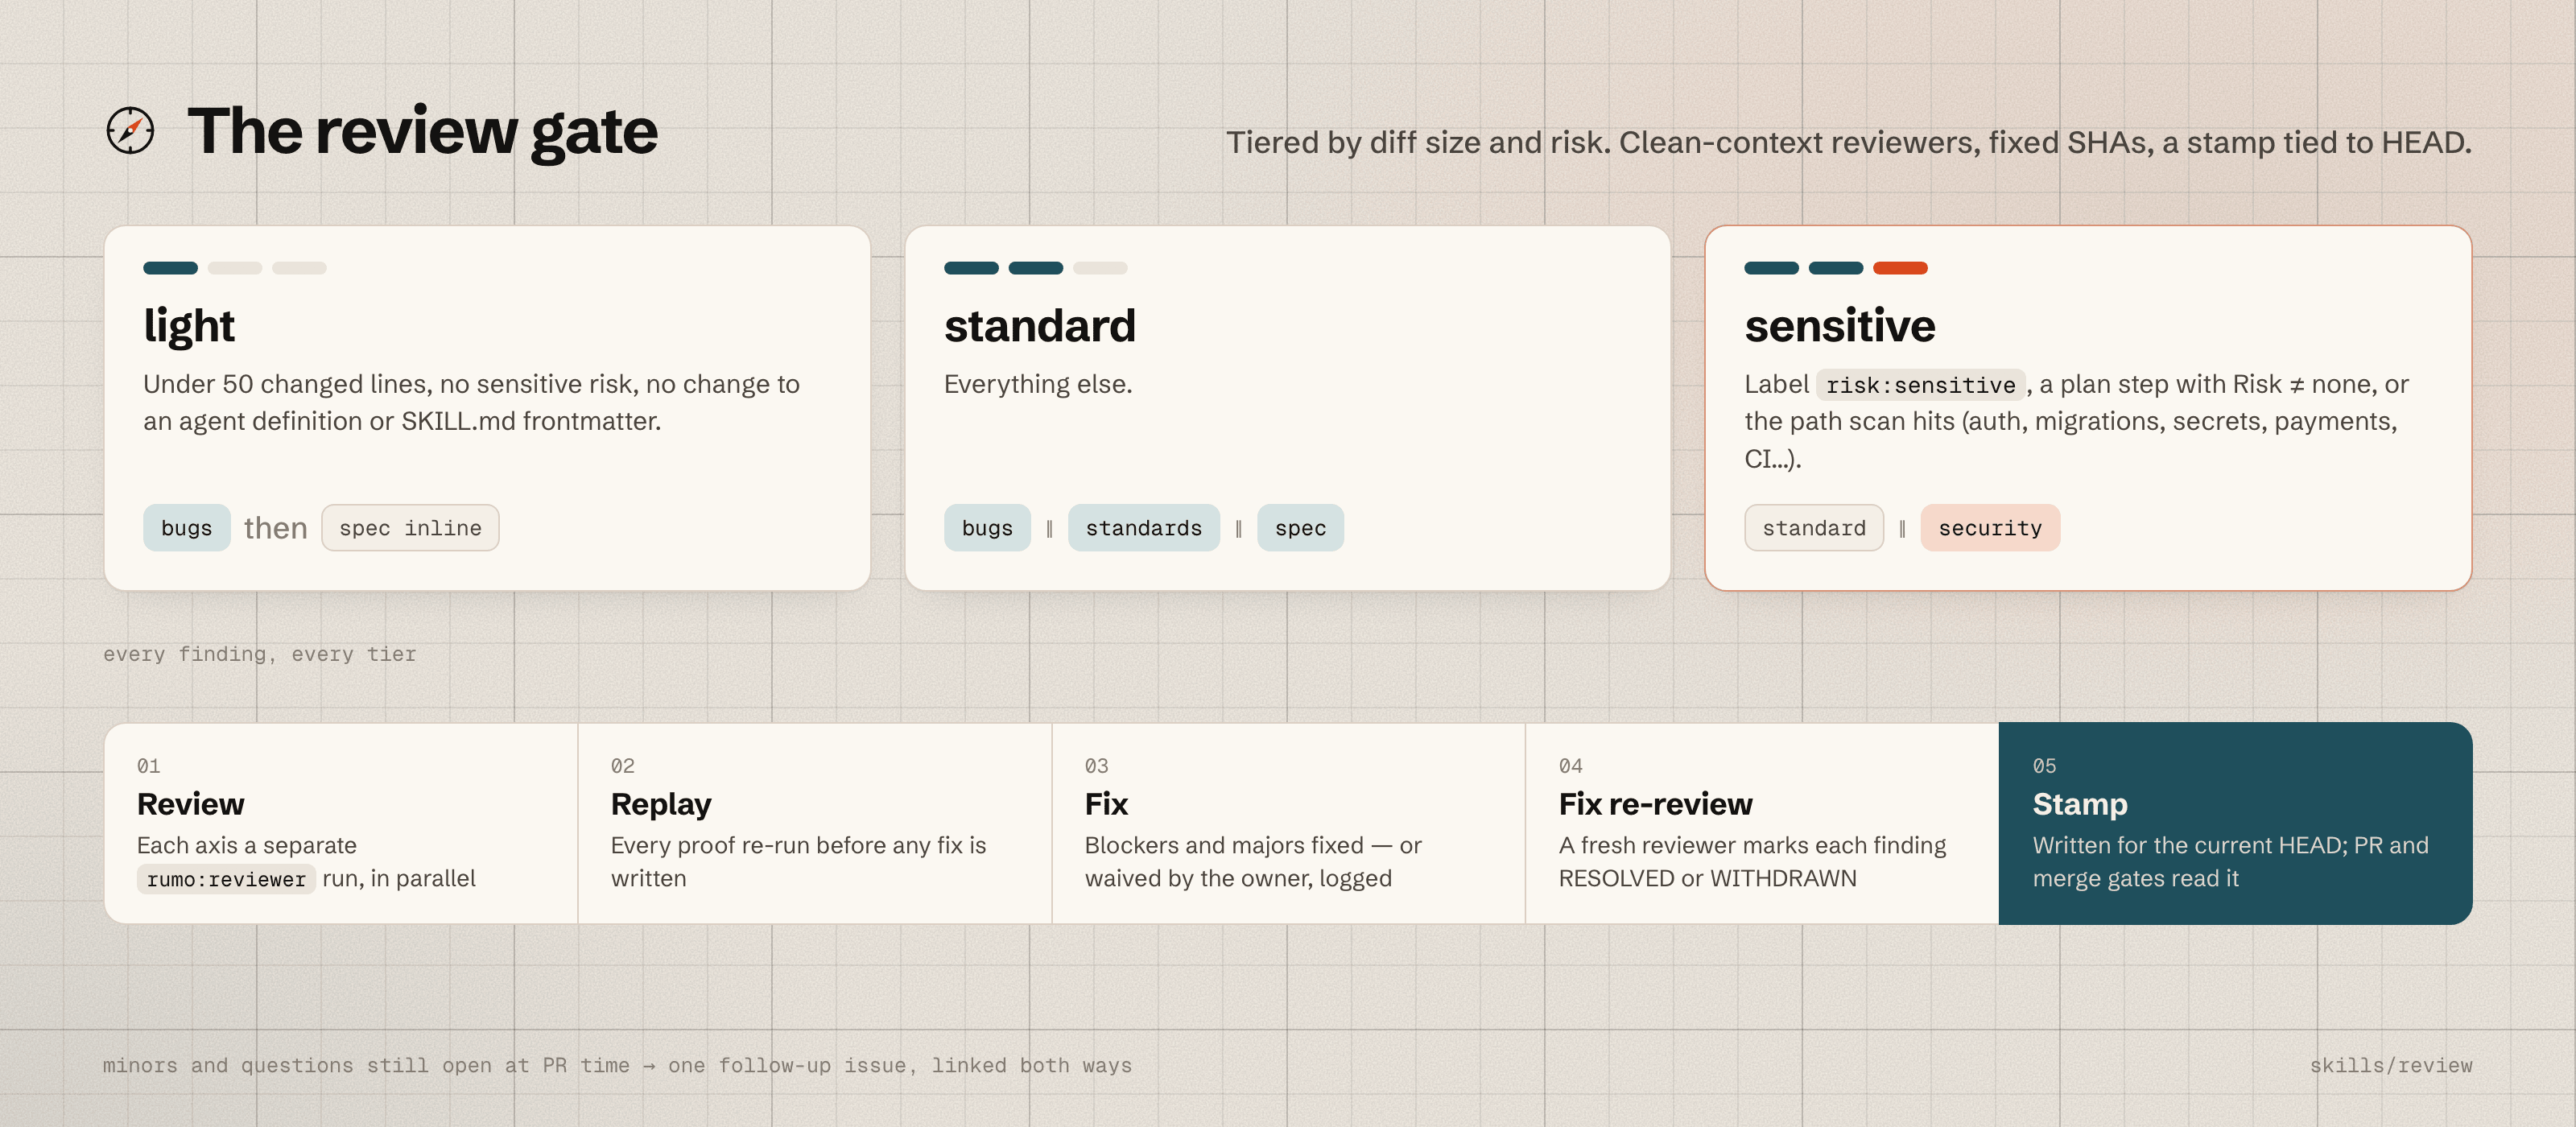 The review gate
Tiered by diff size and risk. Clean-context reviewers, fixed SHAs, a stamp tied to HEAD.
light
Under 50 changed lines, no sensitive risk, no change to
an agent definition or SKILL.md frontmatter.
bugs then spec inline
standard
Everything else.
bugs ∥ standards ∥ spec
sensitive
Label risk:sensitive, a plan step with Risk ≠ none, or
the path scan hits (auth, migrations, secrets, payments,
CI…).
standard ∥ security
every finding, every tier
01
Review
Each axis a separate
rumo:reviewer run, in parallel
02
Replay
Every proof re-run before any fix is
written
03
Fix
Blockers and majors fixed — or
waived by the owner, logged
04
Fix re-review
A fresh reviewer marks each finding
RESOLVED or WITHDRAWN
05
Stamp
Written for the current HEAD; PR and
merge gates read it
minors and questions still open at PR time → one follow-up issue, linked both ways
skills/review